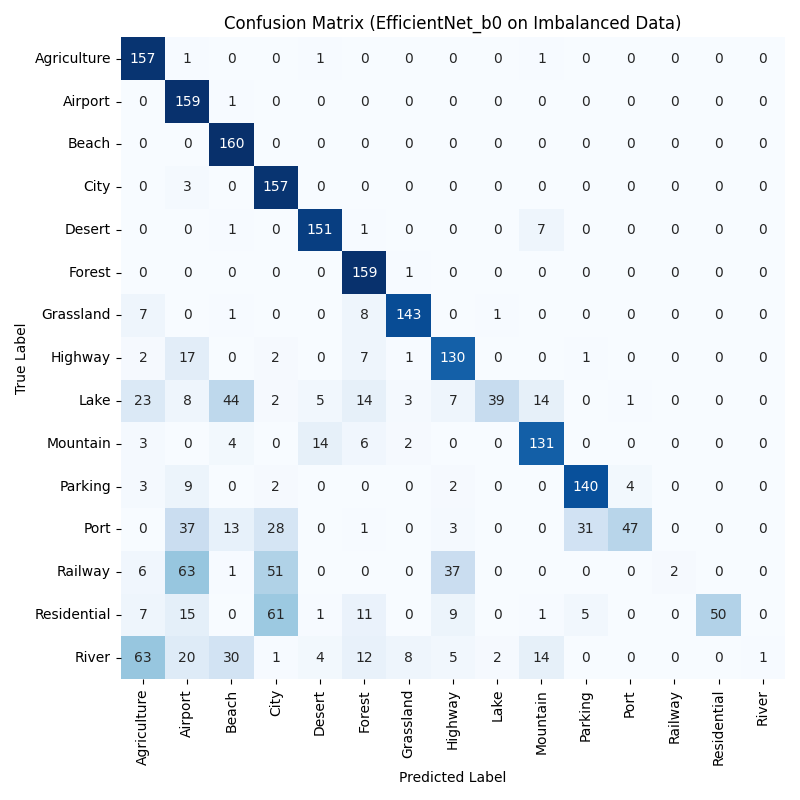 Confusion Matrix (EfficientNet_b0 on Imbalanced Data)
True Label
Agriculture 157 1 0 0 1 0 0 0 0 1 0 0 0 0 0
Airport 0 159 1 0 0 0 0 0 0 0 0 0 0 0 0
Beach 0 0 160 0 0 0 0 0 0 0 0 0 0 0 0
City 0 3 0 157 0 0 0 0 0 0 0 0 0 0 0
Desert 0 0 1 0 151 1 0 0 0 7 0 0 0 0 0
Forest 0 0 0 0 0 159 1 0 0 0 0 0 0 0 0
Grassland 7 0 1 0 0 8 143 0 1 0 0 0 0 0 0
Highway 2 17 0 2 0 7 1 130 0 0 1 0 0 0 0
Lake 23 8 44 2 5 14 3 7 39 14 0 1 0 0 0
Mountain 3 0 4 0 14 6 2 0 0 131 0 0 0 0 0
Parking 3 9 0 2 0 0 0 2 0 0 140 4 0 0 0
Port 0 37 13 28 0 1 0 3 0 0 31 47 0 0 0
Railway 6 63 1 51 0 0 0 37 0 0 0 0 2 0 0
Residential 7 15 0 61 1 11 0 9 0 1 5 0 0 50 0
River 63 20 30 1 4 12 8 5 2 14 0 0 0 0 1
Agriculture Airport Beach City Desert Forest Grassland Highway Lake Mountain Parking Port Railway Residential River
Predicted Label